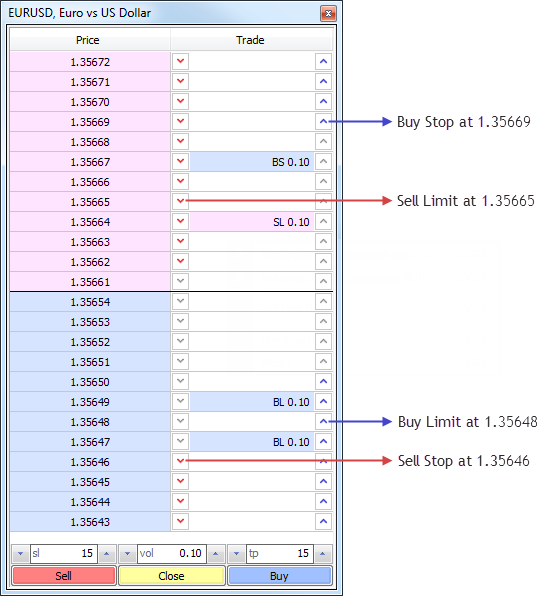 EURUSD, Euro vs US Dollar
Price Trade
1.35672
1.35671
1.35670
1.35669 Buy Stop at 1.35669
1.35668
1.35667 BS 0.10
1.35666
1.35665 Sell Limit at 1.35665
1.35664 SL 0.10
1.35663
1.35662
1.35661
1.35654
1.35653
1.35652
1.35651
1.35650
1.35649 BL 0.10
1.35648 Buy Limit at 1.35648
1.35647 BL 0.10
1.35646 Sell Stop at 1.35646
1.35645
1.35644
1.35643
sl 15 vol 0.10 tp 15
Sell Close Buy